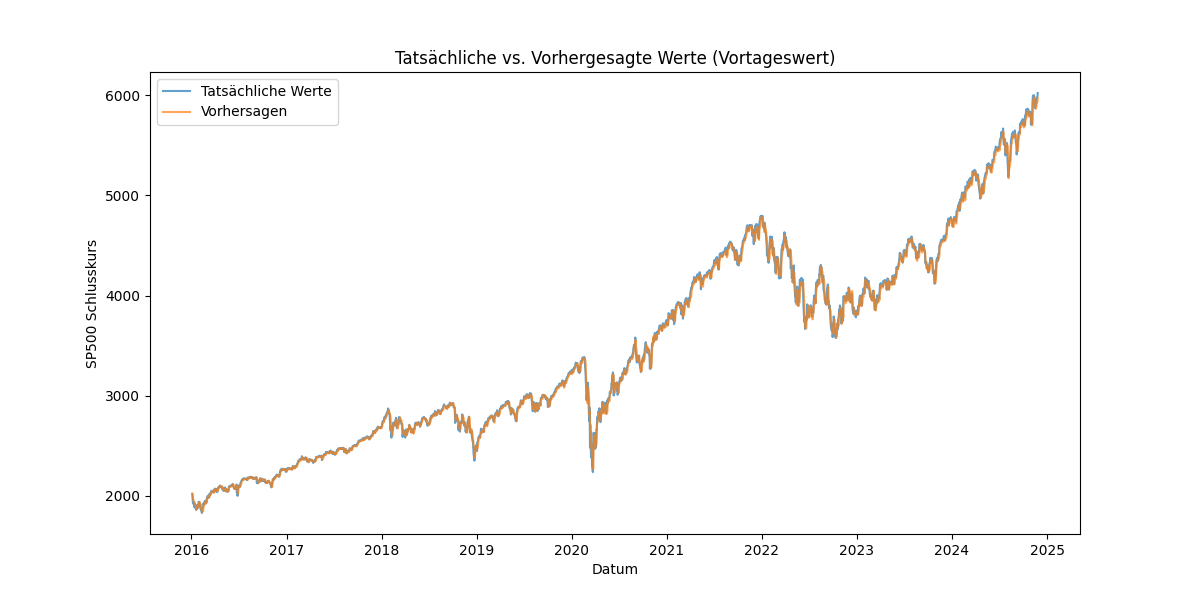 Tatsächliche vs. Vorhergesagte Werte (Vortageswert)
Tatsächliche Werte
Vorhersagen
6000
5000
4000
3000
2000
SP500 Schlusskurs
2016 2017 2018 2019 2020 2021 2022 2023 2024 2025
Datum